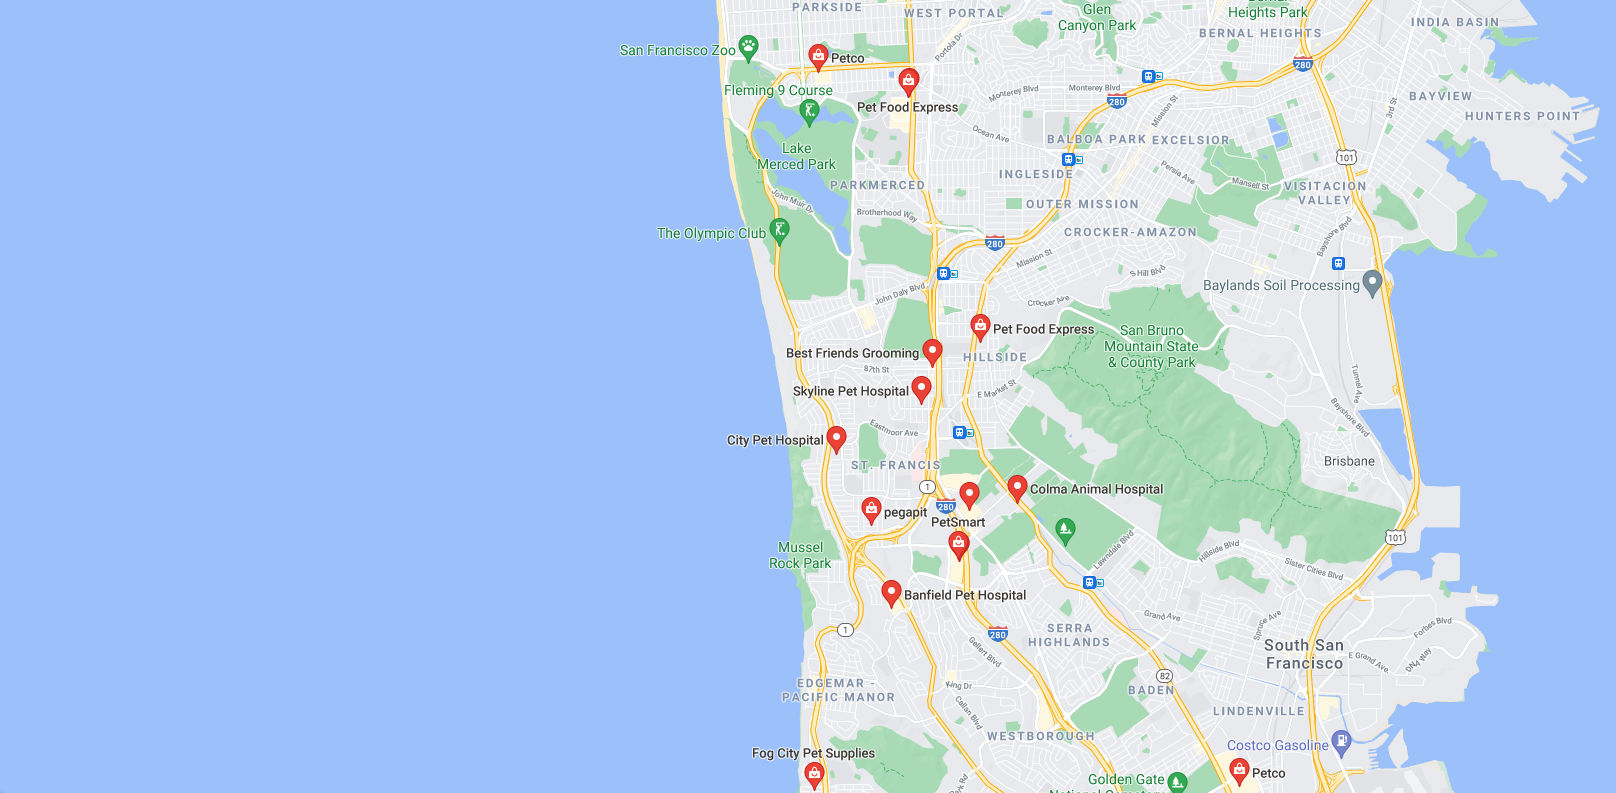 PARKSIDE
WEST PORTAL
Glen
Canyon Park
Bernal
Heights Park
BERNAL HEIGHTS
INDIA BASIN
San Francisco Zoo
Petco
Portola Dr
280
Fleming 9 Course
Pet Food Express
Monterey Blvd
Monterey Blvd
280
Mission St
3rd St
BAYVIEW
HUNTERS POINT
Ocean Ave
BALBOA PARK
EXCELSIOR
Lake
Merced Park
101
PARKMERCED
INGLESIDE
Persia Ave
Mansell St
VISITACION
VALLEY
John Muir Dr
Brotherhood Way
OUTER MISSION
The Olympic Club
CROCKER-AMAZON
280
Bayshore Blvd
Mission St
S Hill Blvd
Baylands Soil Processing
John Daly Blvd
Crocker Ave
Pet Food Express
San Bruno
Mountain State
& County Park
Best Friends Grooming
HILLSIDE
87th St
Skyline Pet Hospital
E Market St
Tunnel Ave
Bayshore Blvd
Eastmoor Ave
City Pet Hospital
ST. FRANCIS
Brisbane
1
Colma Animal Hospital
280
pegapit
PetSmart
101
Mussel
Rock Park
Lawndale Blvd
Hillside Blvd
Sister Cities Blvd
Banfield Pet Hospital
Grand Ave
Spruce Ave
Forbes Blvd
1
280
SERRA
HIGHLANDS
South San
Francisco
Gellert Blvd
E Grand Ave
DNA Way
82
King Dr
EDGEMAR -
PACIFIC MANOR
BADEN
Callan Blvd
LINDENVILLE
WESTBOROUGH
Costco Gasoline
Fog City Pet Supplies
Petco
Golden Gate
National Cemetery